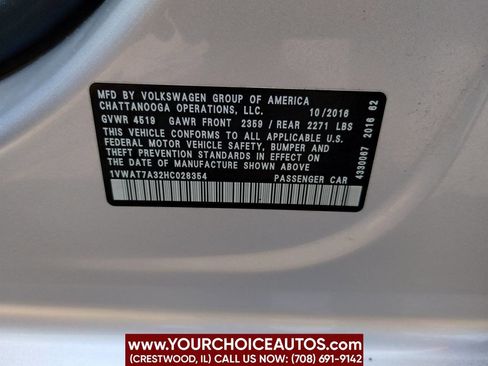 MFD BY VOLKSWAGEN GROUP OF AMERICA
CHATTANOOGA OPERATIONS, LLC. 10/2016
GVWR 4519 GAWR FRONT 2359 / REAR 2271 LBS
THIS VEHICLE CONFORMS TO ALL APPLICABLE U.S.
FEDERAL MOTOR VEHICLE SAFETY, BUMPER AND
THEFT PREVENTION STANDARDS IN EFFECT ON THE
DATE OF MANUFACTURE SHOWN ABOVE
1VWAT7A32HC028354 PASSENGER CAR
4330067 2016 62
WWW.YOURCHOICEAUTOS.COM
(CRESTWOOD, IL) CALL US NOW: (708) 691-9142